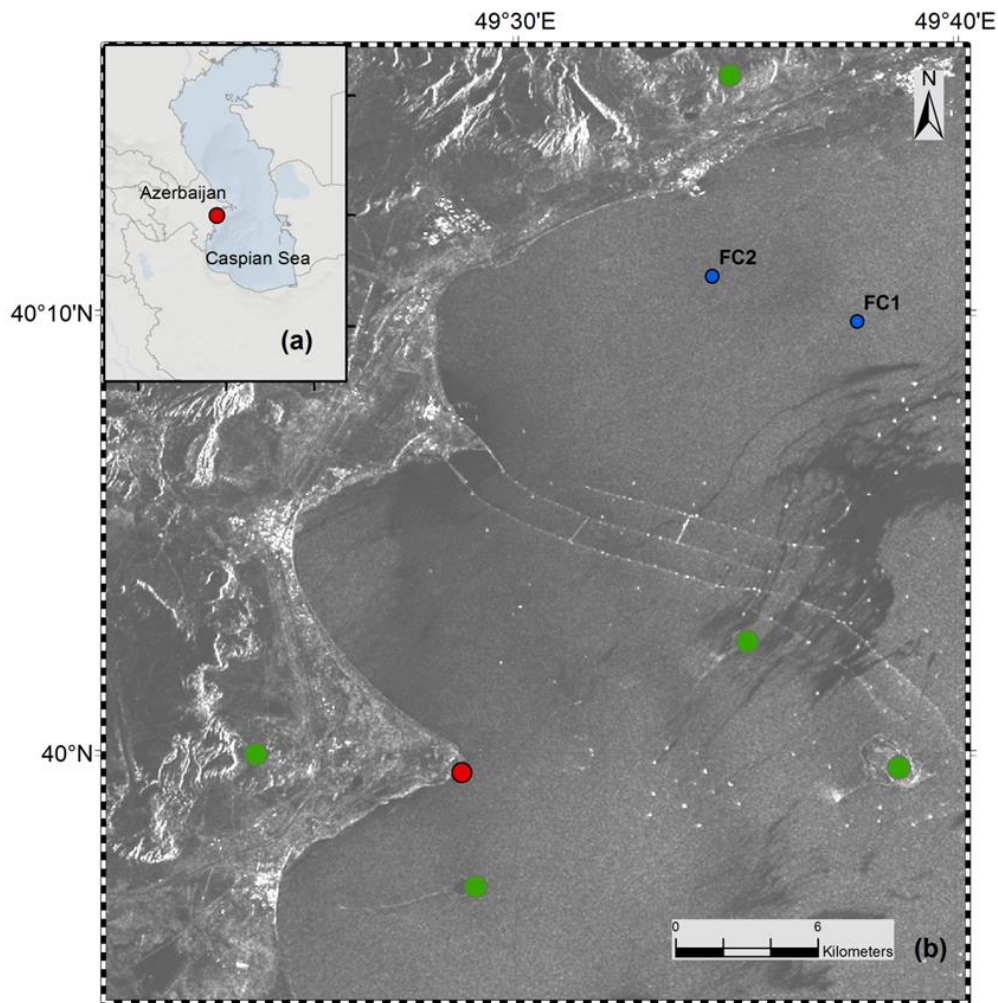 49°30'E
49°40'E
N
Azerbaijan
Caspian Sea
(a)
FC2
FC1
40°10'N
40°N
0
6
Kilometers
(b)